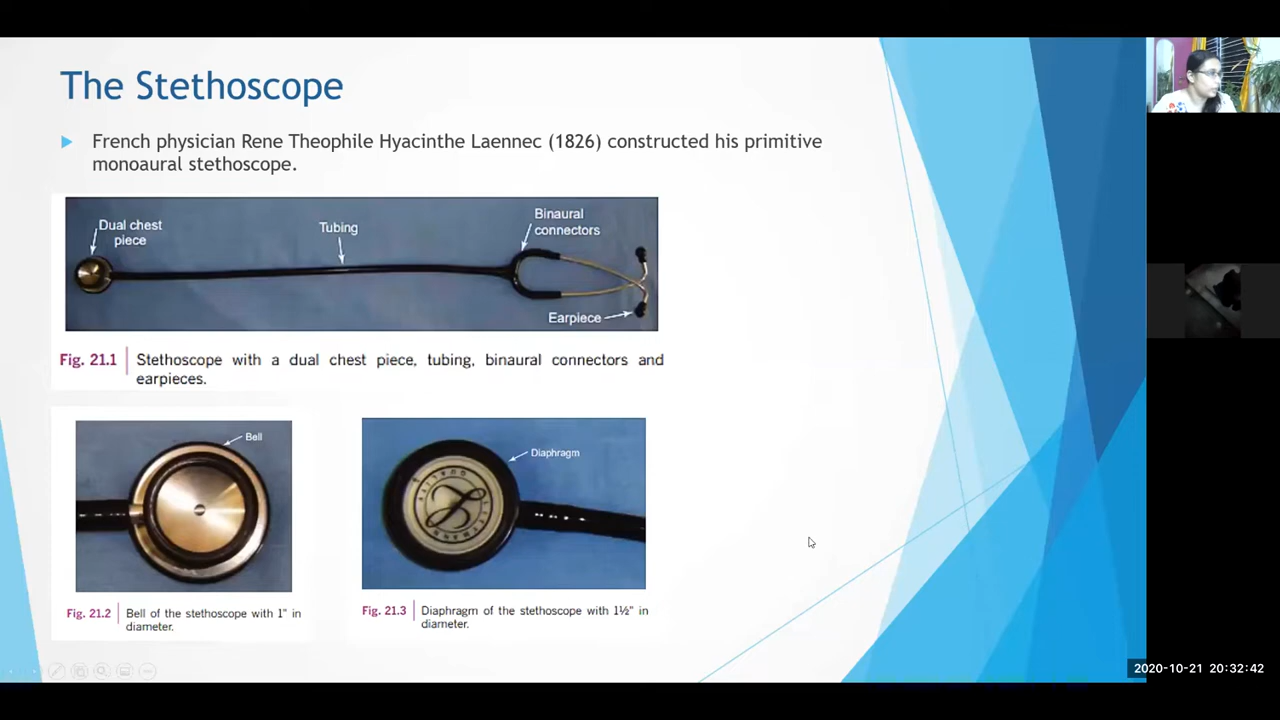 The Stethoscope
French physician Rene Theophile Hyacinthe Laennec (1826) constructed his primitive
monoaural stethoscope.
Dual chest
piece
Tubing
Binaural
connectors
Earpiece
Fig. 21.1 Stethoscope with a dual chest piece, tubing, binaural connectors and
earpieces.
Bell
Diaphragm
Fig. 21.2 Bell of the stethoscope with 1" in
diameter.
Fig. 21.3 Diaphragm of the stethoscope with 1½" in
diameter.
2020-10-21 20:32:42